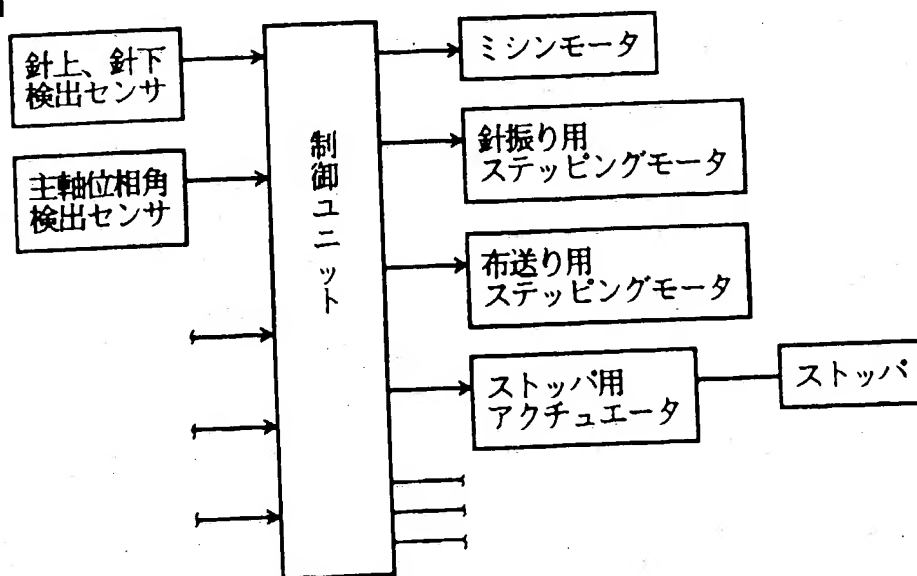 針上、針下
検出センサ
主軸位相角
検出センサ
制御ユニット
ミシンモータ
針振り用
ステッピングモータ
布送り用
ステッピングモータ
ストッパ用
アクチュエータ
ストッパ